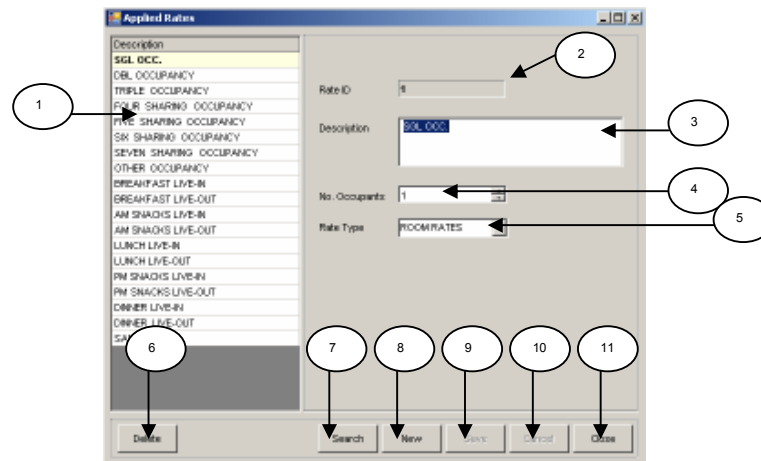 Applied Rates
Description
SGL OCC.
DBL OCCUPANCY
TRIPLE OCCUPANCY
FOUR SHARING OCCUPANCY
FIVE SHARING OCCUPANCY
SIX SHARING OCCUPANCY
SEVEN SHARING OCCUPANCY
OTHER OCCUPANCY
BREAKFAST LIVE-IN
BREAKFAST LIVE-OUT
AM SNACKS LIVE-IN
AM SNACKS LIVE-OUT
LUNCH LIVE-IN
LUNCH LIVE-OUT
PM SNACKS LIVE-IN
PM SNACKS LIVE-OUT
DINNER LIVE-IN
DINNER LIVE-OUT
1
Rate ID
2
Description SGL OCC.
3
No. Occupants 1
4
Rate Type ROOM RATES
5
6
7
8
9
10
11
Delete
Search
New
Save
Cancel
Close